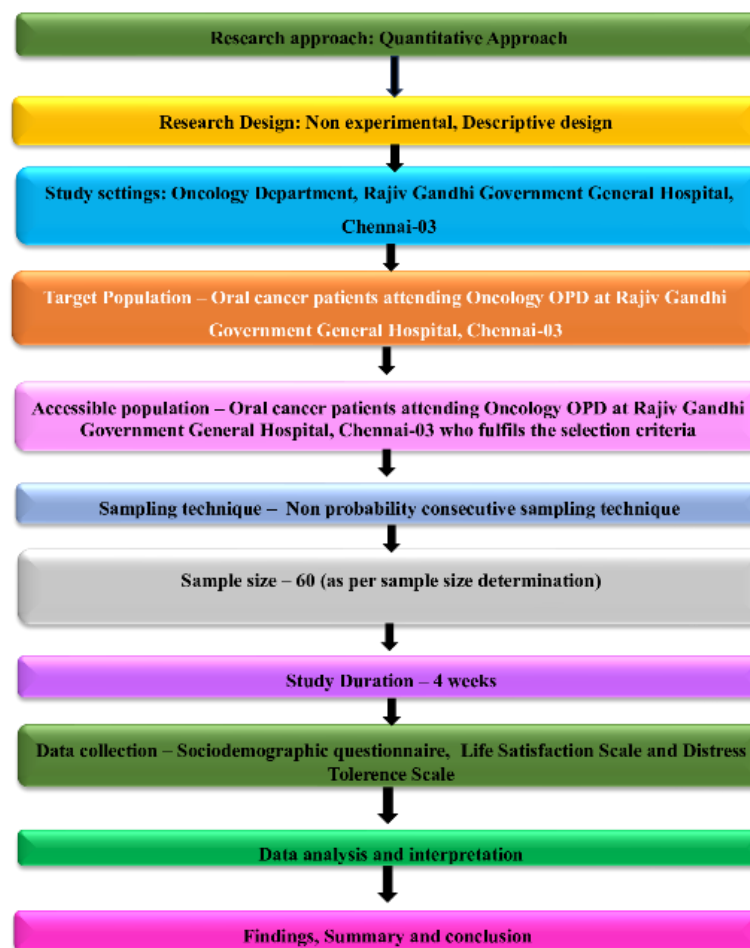 Research approach: Quantitative Approach
Research Design: Non experimental, Descriptive design
Study settings: Oncology Department, Rajiv Gandhi Government General Hospital,
Chennai-03
Target Population – Oral cancer patients attending Oncology OPD at Rajiv Gandhi
Government General Hospital, Chennai-03
Accessible population – Oral cancer patients attending Oncology OPD at Rajiv Gandhi
Government General Hospital, Chennai-03 who fulfils the selection criteria
Sampling technique – Non probability consecutive sampling technique
Sample size – 60 (as per sample size determination)
Study Duration – 4 weeks
Data collection – Sociodemographic questionnaire, Life Satisfaction Scale and Distress
Tolerence Scale
Data analysis and interpretation
Findings, Summary and conclusion